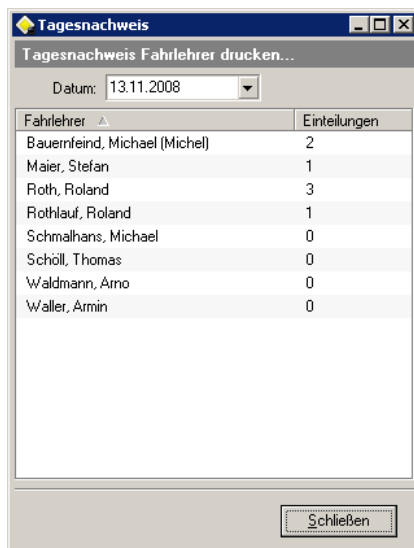 Tagesnachweis
Tagesnachweis Fahrlehrer drucken...
Datum: 13.11.2008
Fahrlehrer Einteilungen
Bauernfeind, Michael (Michel) 2
Maier, Stefan 1
Roth, Roland 3
Rothlauf, Roland 1
Schmalhans, Michael 0
Schöll, Thomas 0
Waldmann, Arno 0
Waller, Armin 0
Schließen